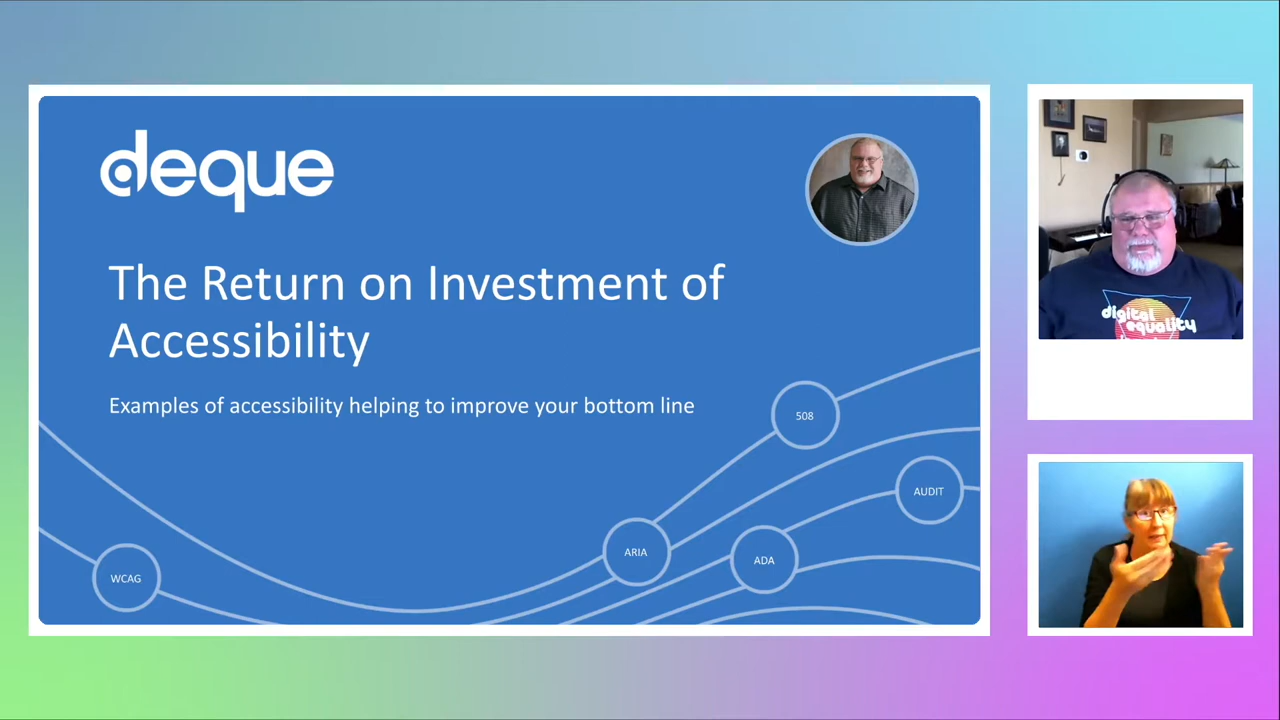 deque
The Return on Investment of
Accessibility
Examples of accessibility helping to improve your bottom line
508
AUDIT
ARIA
ADA
WCAG
digital
equality